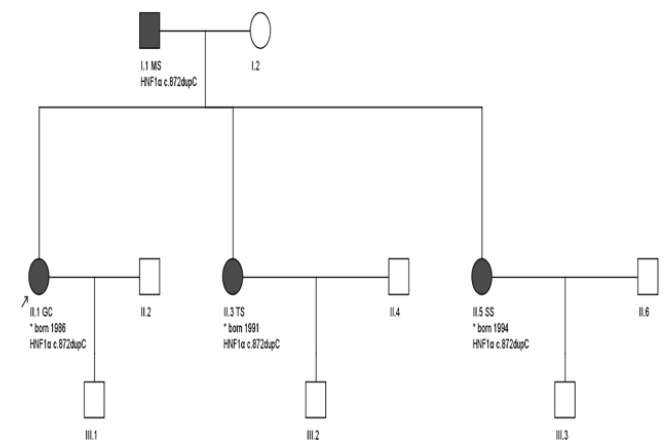 I.1 MS
HNF1α c.872dupC
I.2
II.1 GC
* born 1986
HNF1α c.872dupC
II.2
II.3 TS
* born 1991
HNF1α c.872dupC
II.4
II.5 SS
* born 1994
HNF1α c.872dupC
II.6
III.1
III.2
III.3